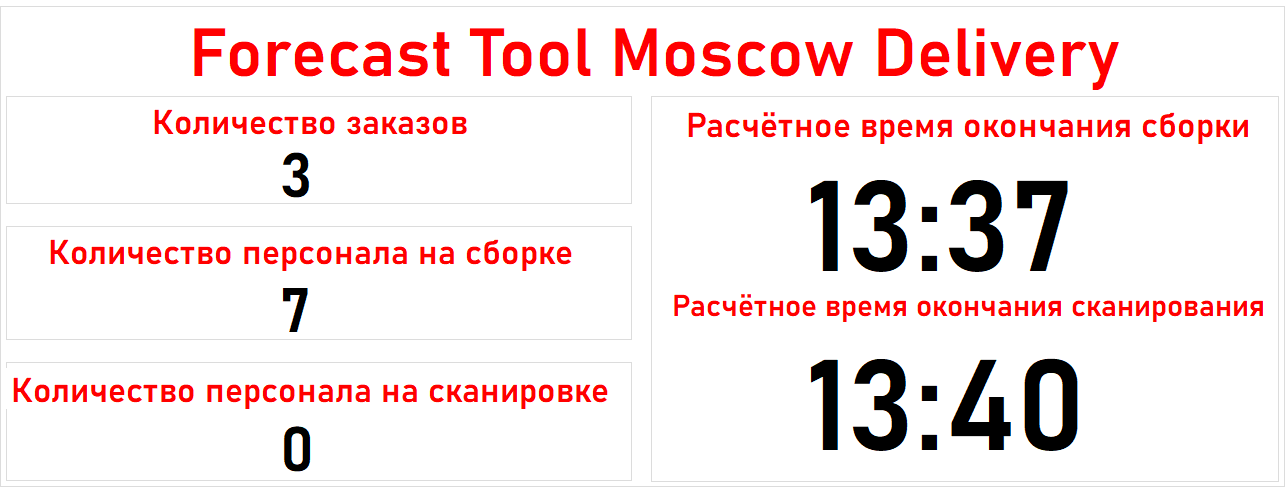 Forecast Tool Moscow Delivery
Количество заказов
3
Количество персонала на сборке
7
Количество персонала на сканировке
0
Расчётное время окончания сборки
13:37
Расчётное время окончания сканирования
13:40